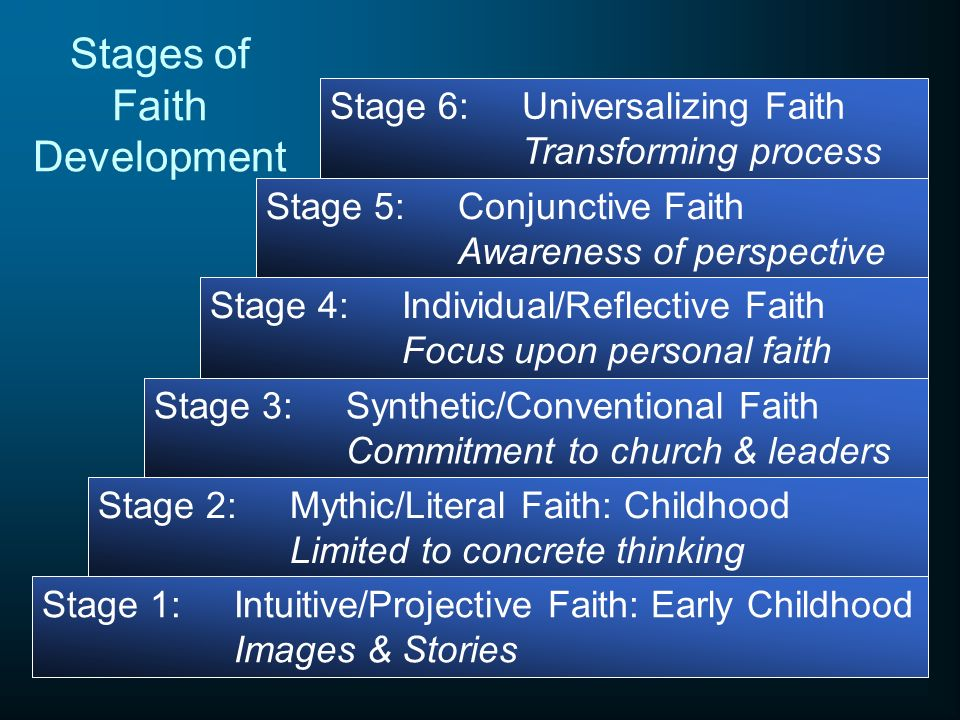 Stages of
Faith
Development
Stage 6: Universalizing Faith
Transforming process
Stage 5: Conjunctive Faith
Awareness of perspective
Stage 4: Individual/Reflective Faith
Focus upon personal faith
Stage 3: Synthetic/Conventional Faith
Commitment to church & leaders
Stage 2: Mythic/Literal Faith: Childhood
Limited to concrete thinking
Stage 1: Intuitive/Projective Faith: Early Childhood
Images & Stories